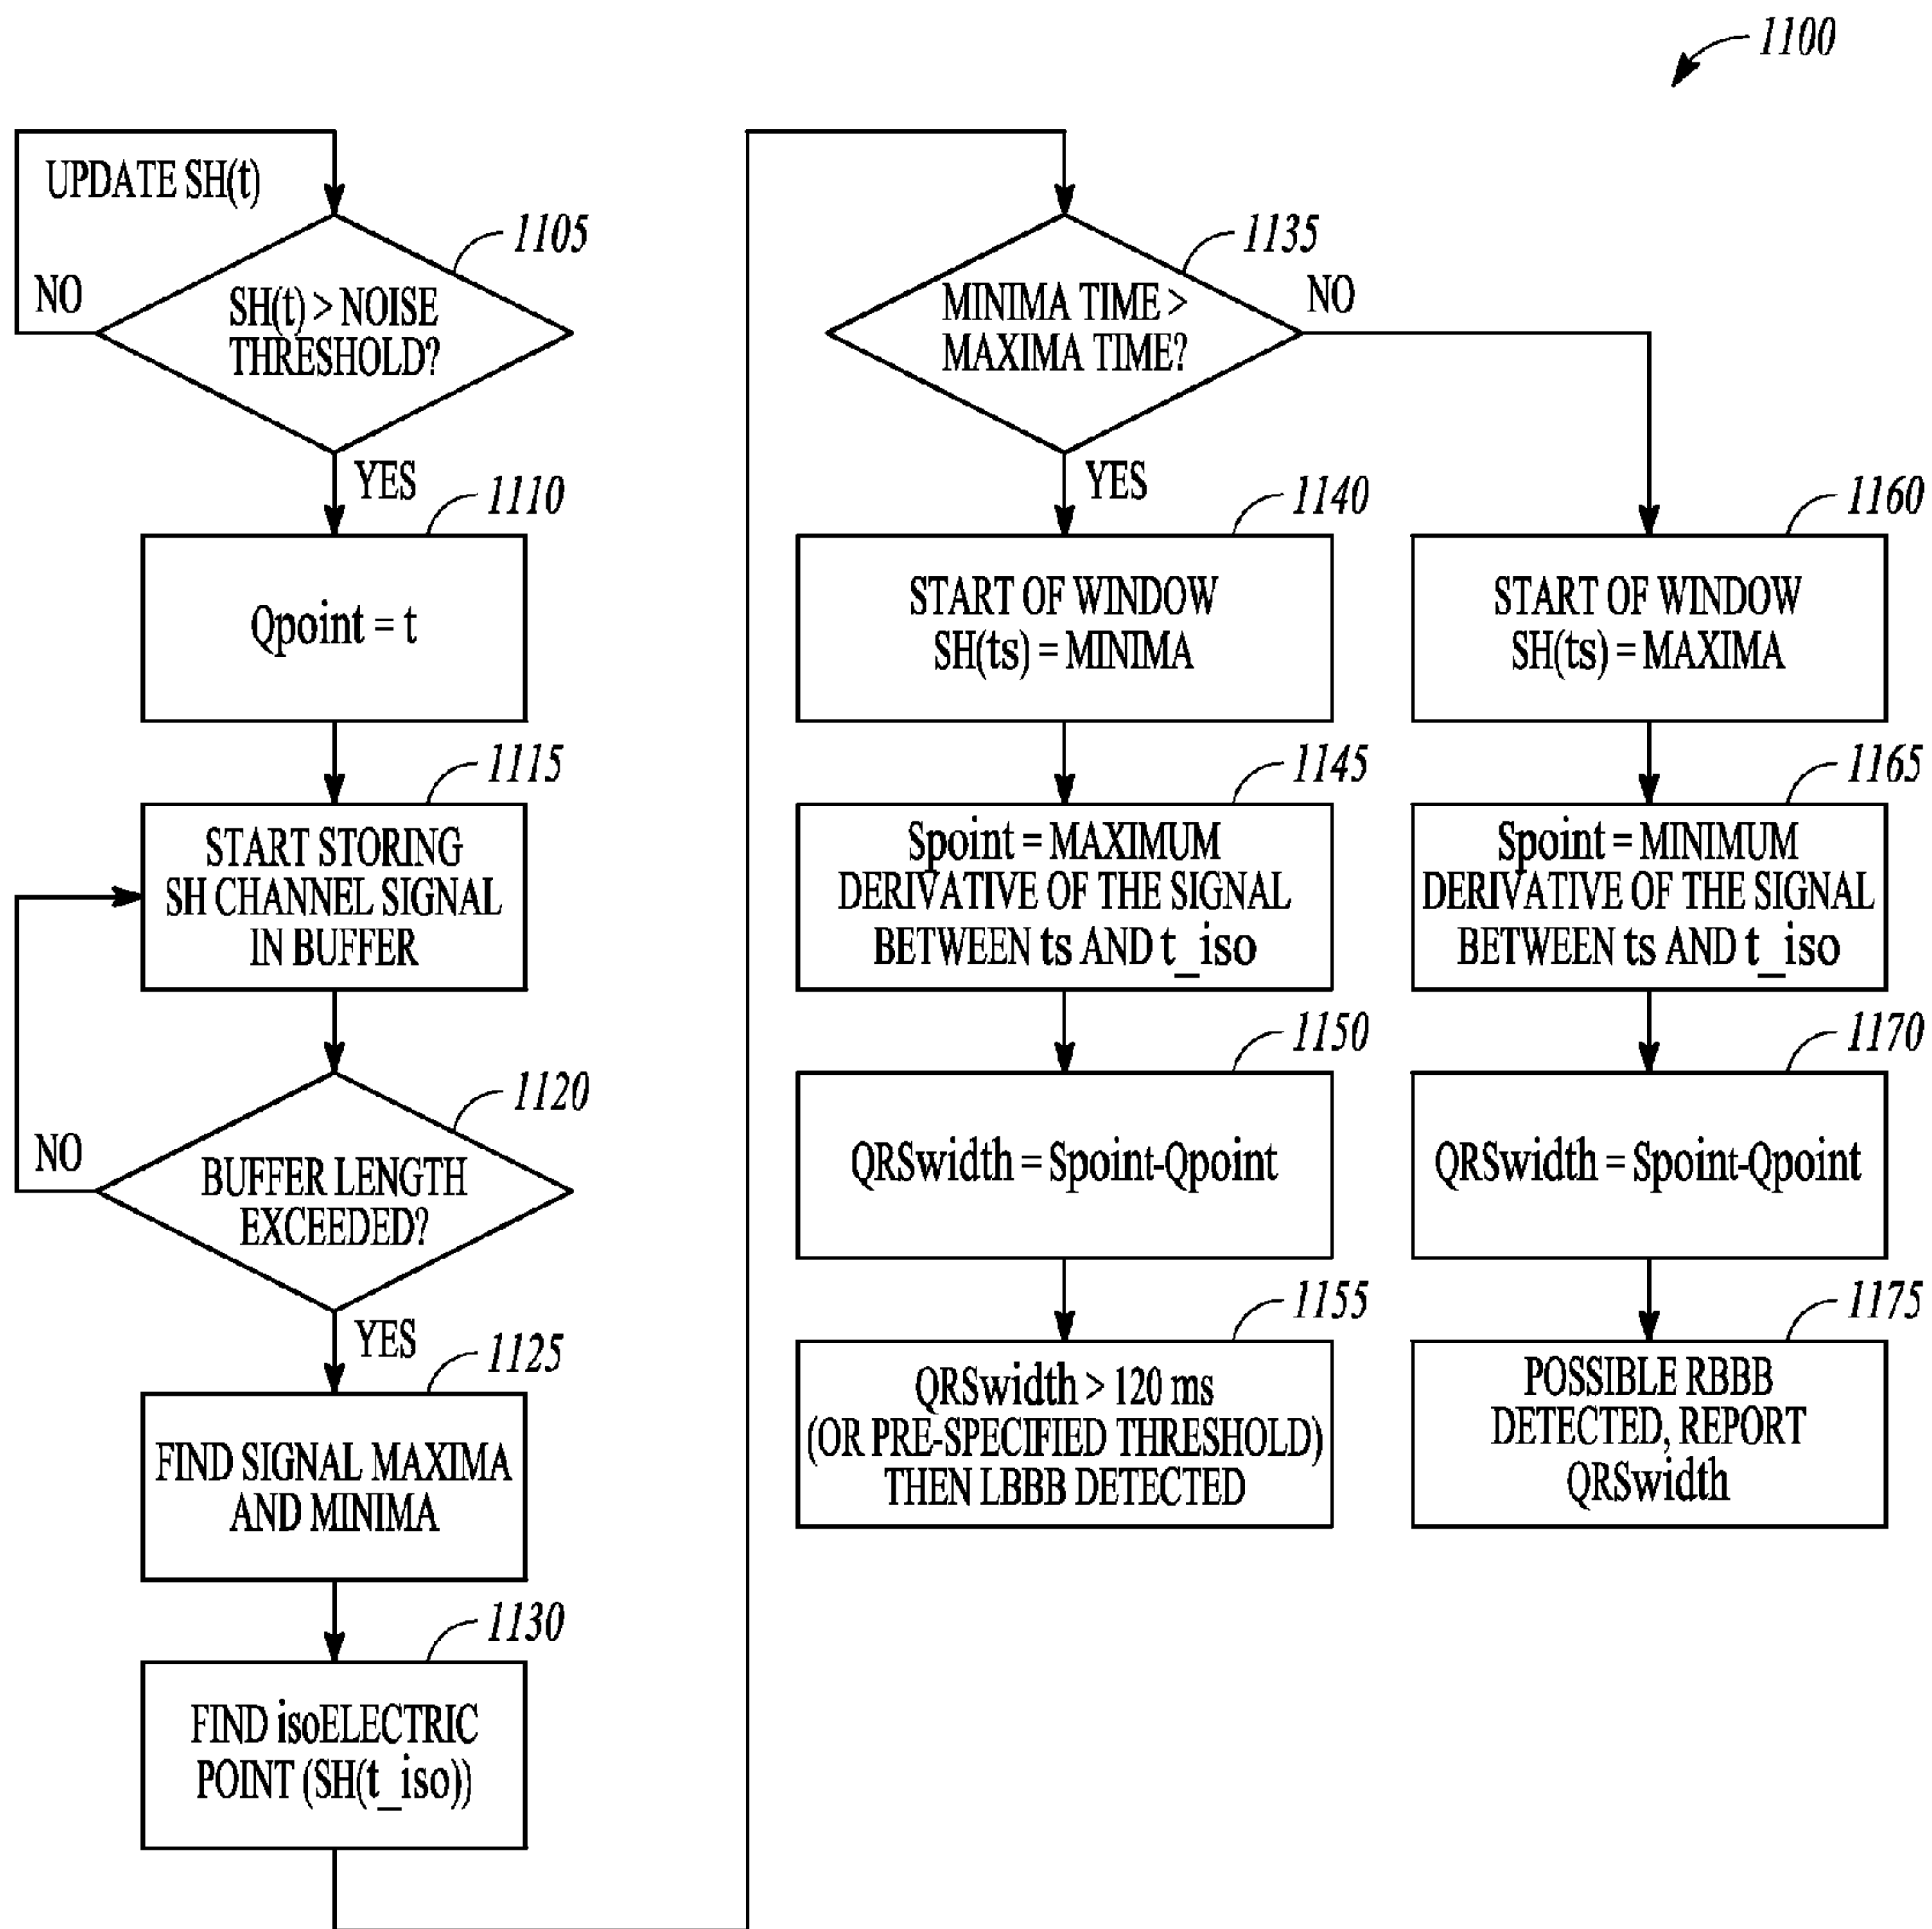 1100
UPDATE SH(t)
1105
NO
SH(t) > NOISE
THRESHOLD?
YES
1110
Qpoint = t
1115
START STORING
SH CHANNEL SIGNAL
IN BUFFER
1120
NO
BUFFER LENGTH
EXCEEDED?
YES
1125
FIND SIGNAL MAXIMA
AND MINIMA
1130
FIND isoELECTRIC
POINT (SH(t_iso))
1135
MINIMA TIME >
MAXIMA TIME?
NO
YES
1140
START OF WINDOW
SH(ts) = MINIMA
1145
Spoint = MAXIMUM
DERIVATIVE OF THE SIGNAL
BETWEEN ts AND t_iso
1150
QRSwidth = Spoint-Qpoint
1155
QRSwidth > 120 ms
(OR PRE-SPECIFIED THRESHOLD)
THEN LBBB DETECTED
1160
START OF WINDOW
SH(ts) = MAXIMA
1165
Spoint = MINIMUM
DERIVATIVE OF THE SIGNAL
BETWEEN ts AND t_iso
1170
QRSwidth = Spoint-Qpoint
1175
POSSIBLE RBBB
DETECTED, REPORT
QRSwidth